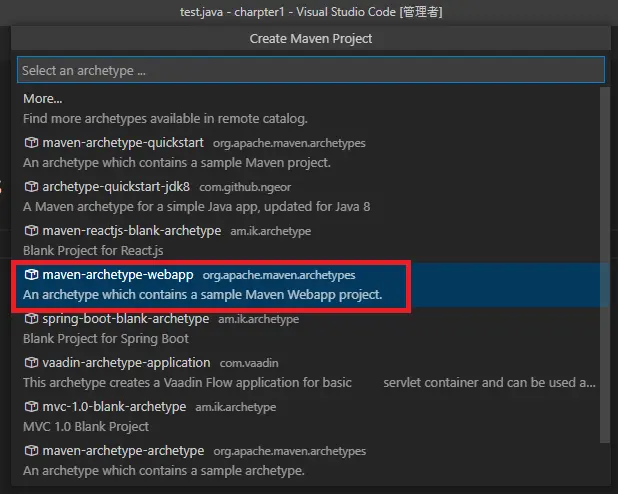 test.java - charpter1 - Visual Studio Code [管理者]
Create Maven Project
Select an archetype ...
More...
Find more archetypes available in remote catalog.
maven-archetype-quickstart org.apache.maven.archetypes
An archetype which contains a sample Maven project.
archetype-quickstart-jdk8 com.github.ngeor
A Maven archetype for a simple Java app, updated for Java 8
maven-reactjs-blank-archetype am.ik.archetype
Blank Project for React.js
maven-archetype-webapp org.apache.maven.archetypes
An archetype which contains a sample Maven Webapp project.
spring-boot-blank-archetype am.ik.archetype
Blank Project for Spring Boot
vaadin-archetype-application com.vaadin
This archetype creates a Vaadin Flow application for basic servlet container and can be used a...
mvc-1.0-blank-archetype am.ik.archetype
MVC 1.0 Blank Project
maven-archetype-archetype org.apache.maven.archetypes
An archetype which contains a sample archetype.